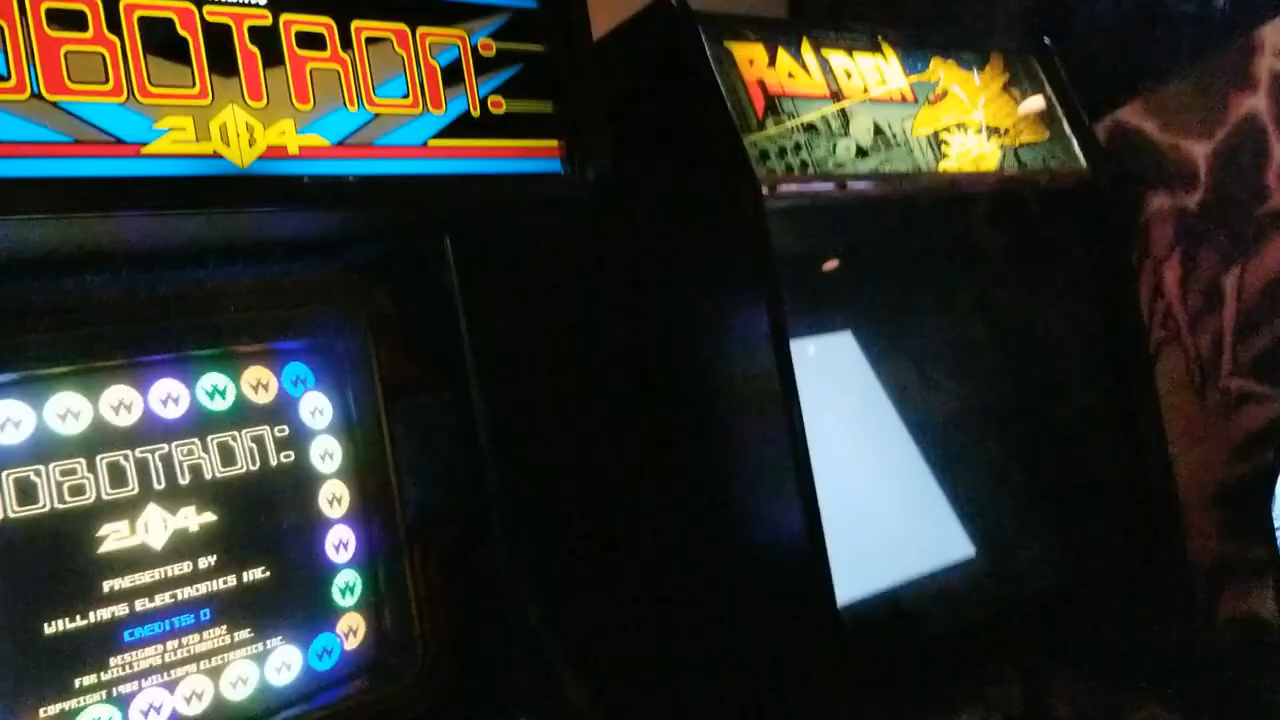 OBOTRON:
2084
RAIDEN
W W W W W W W
OBOTRON:
2084
PRESENTED BY
WILLIAMS ELECTRONICS INC.
CREDITS: 0
DESIGNED BY VID KIDZ
FOR WILLIAMS ELECTRONICS INC.
COPYRIGHT 1982 WILLIAMS ELECTRONICS INC.